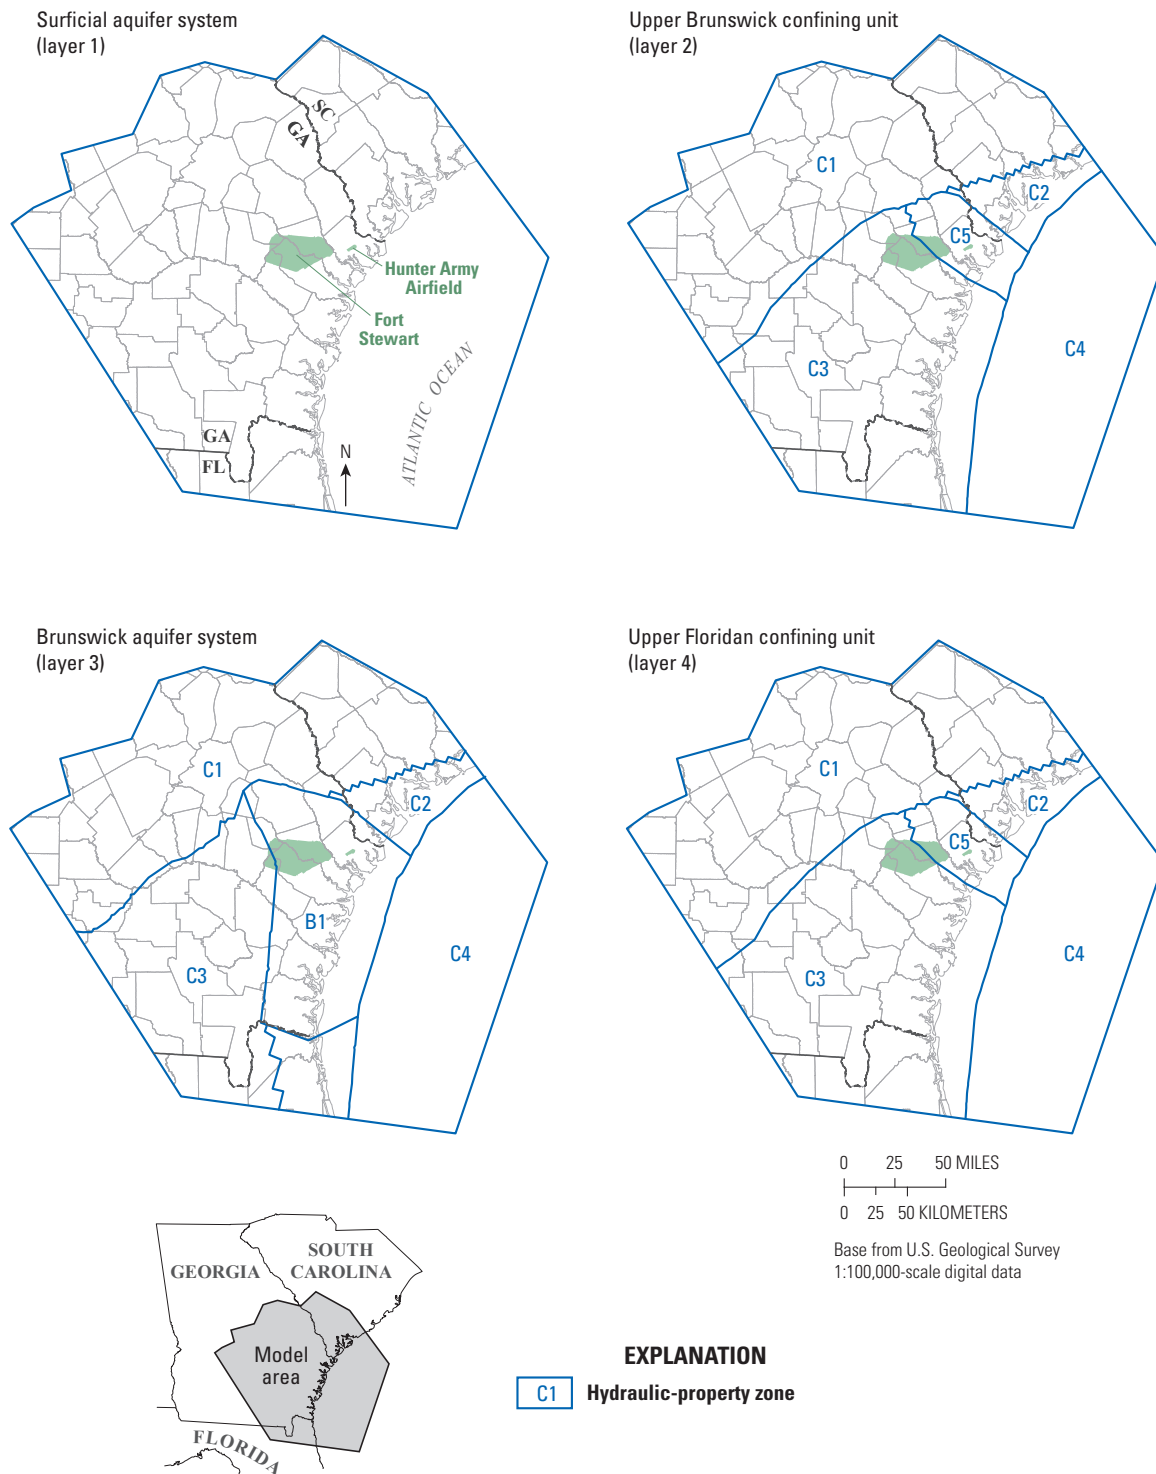 Surficial aquifer system
(layer 1)
SC
GA
Hunter Army
Airfield
Fort
Stewart
ATLANTIC OCEAN
GA
FL
N
Upper Brunswick confining unit
(layer 2)
C1
C2
C5
C4
C3
Brunswick aquifer system
(layer 3)
C1
C2
B1
C4
C3
Upper Floridan confining unit
(layer 4)
C1
C2
C5
C4
C3
0 25 50 MILES
0 25 50 KILOMETERS
Base from U.S. Geological Survey
1:100,000-scale digital data
GEORGIA
SOUTH
CAROLINA
Model
area
FLORIDA
EXPLANATION
C1 Hydraulic-property zone